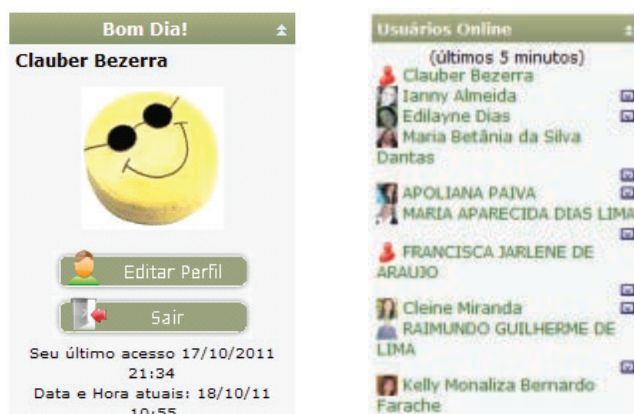 Bom Dia!
Clauber Bezerra
Editar Perfil
Sair
Seu último acesso 17/10/2011
21:34
Data e Hora atuais: 18/10/11
10:55
Usuários Online
(últimos 5 minutos)
Clauber Bezerra
Ianny Almeida
Edilayne Dias
Maria Betânia da Silva
Dantas
APOLIANA PAIVA
MARIA APARECIDA DIAS LIMA
FRANCISCA JARLENE DE
ARAUJO
Cleine Miranda
RAIMUNDO GUILHERME DE
LIMA
Kelly Monaliza Bernardo
Farache